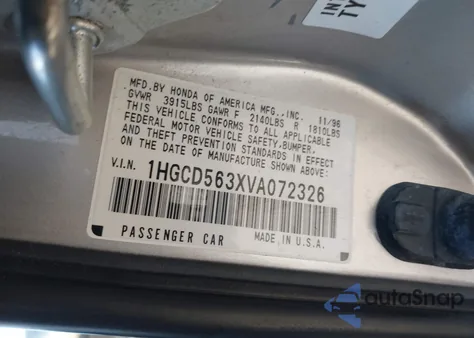 IN
TY
MFD.BY HONDA OF AMERICA MFG.,INC. 11/96
GVWR 3915LBS GAWR F 2140LBS R 1810LBS
THIS VEHICLE CONFORMS TO ALL APPLICABLE
FEDERAL MOTOR VEHICLE SAFETY,BUMPER,
AND THEFT PREVENTION STANDARDS IN EFFECT
ON THE DATE OF MANUFACTURE SHOWN ABOVE:
V.I.N. 1HGCD563XVA072326
PASSENGER CAR MADE IN U.S.A.
autoSnap